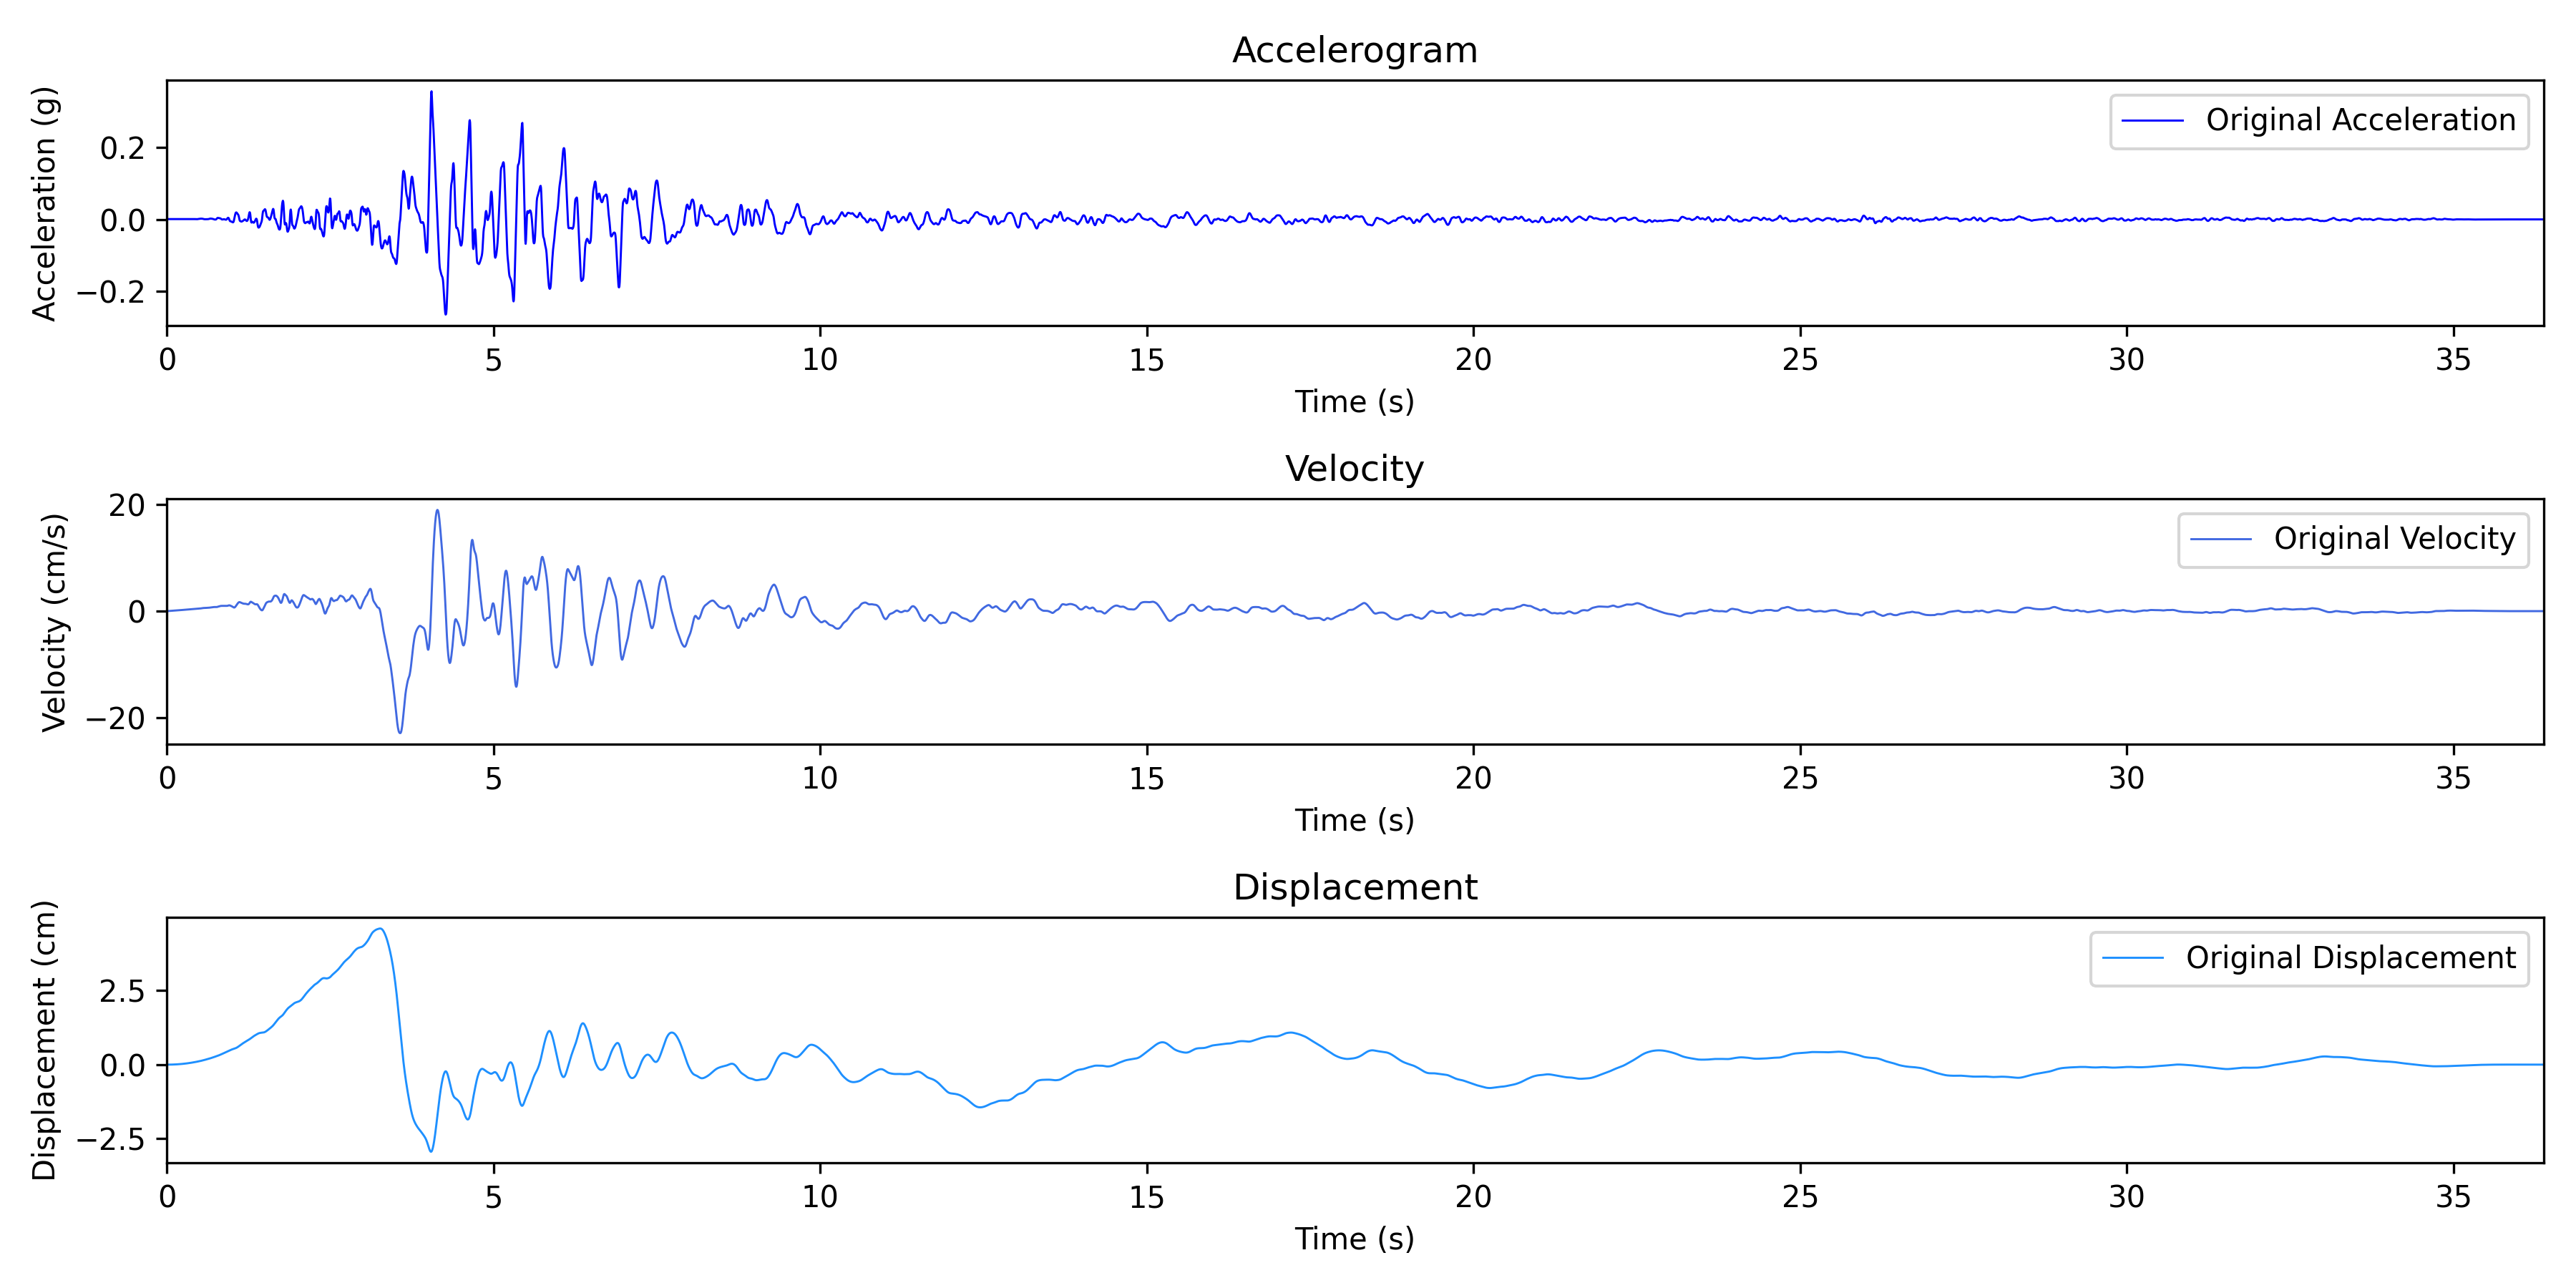 Accelerogram
Acceleration (g)
Original Acceleration
0.2
0.0
−0.2
0 5 10 15 20 25 30 35
Time (s)
Velocity
Velocity (cm/s)
Original Velocity
20
0
−20
0 5 10 15 20 25 30 35
Time (s)
Displacement
Displacement (cm)
Original Displacement
2.5
0.0
−2.5
0 5 10 15 20 25 30 35
Time (s)